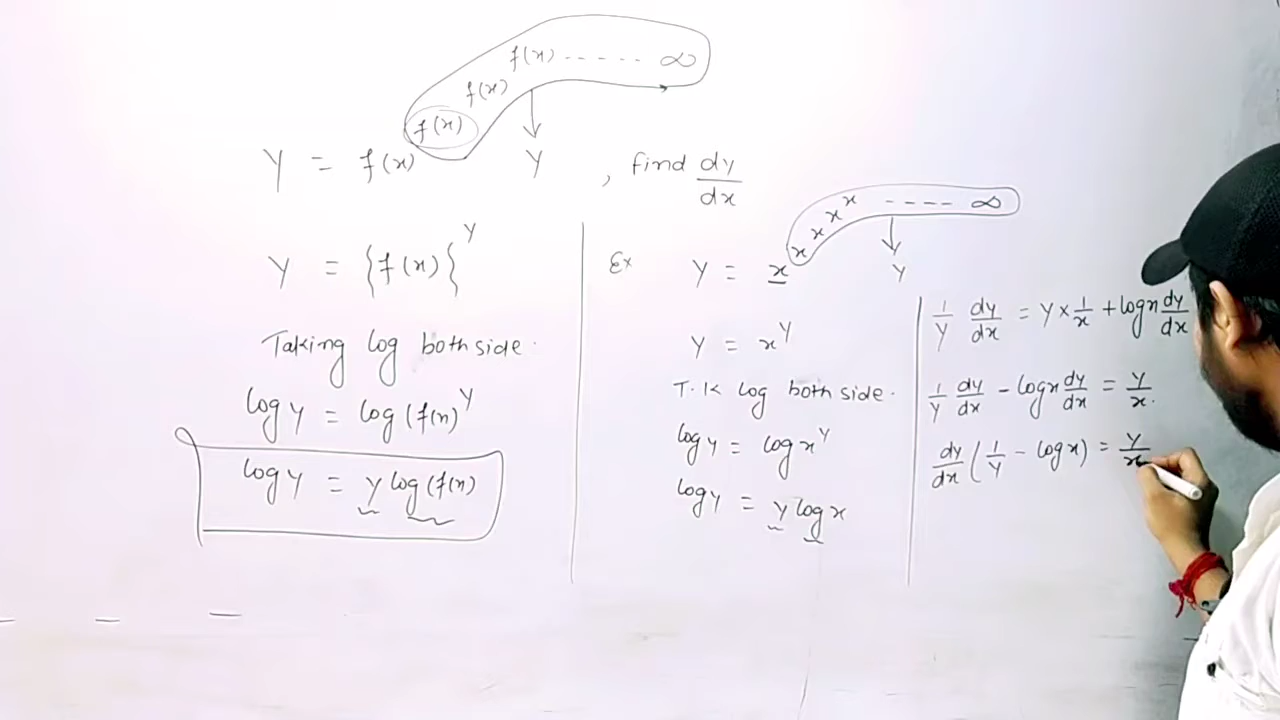 f(x) ----- ∞
f(x)
f(x)
Y = f(x)
Y
, find dy/dx
Y = {f(x)}^Y
Taking log both side.
log y = log (f(x)^Y
log y = y log (f(x)
Ex Y = x^x^x^x^x ---- ∞
Y
Y = x^Y
T.K log both side.
log y = log x^Y
log y = y log x
1/Y dy/dx = Y × 1/x + log x dy/dx
1/Y dy/dx - log x dy/dx = Y/x.
dy/dx (1/Y - log x) = Y/x